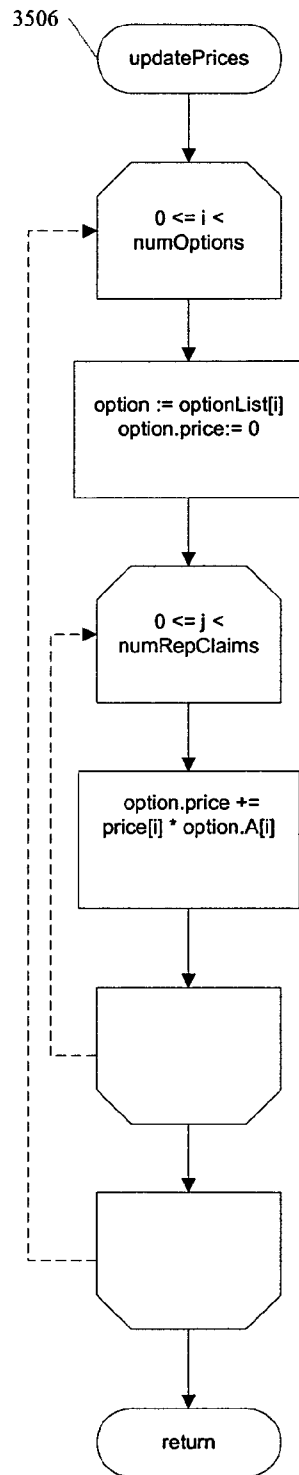 3506
updatePrices
0 <= i <
numOptions
option := optionList[i]
option.price:= 0
0 <= j <
numRepClaims
option.price +=
price[i] * option.A[i]
return